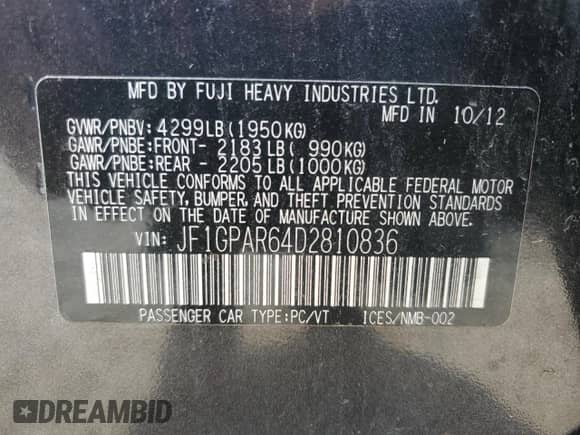 MFD BY FUJI HEAVY INDUSTRIES LTD.
MFD IN 10/12
GVWR/PNBV: 4299LB(1950KG)
GAWR/PNBE:FRONT- 2183LB( 990KG)
GAWR/PNBE:REAR - 2205LB(1000KG)
THIS VEHICLE CONFORMS TO ALL APPLICABLE FEDERAL MOTOR
VEHICLE SAFETY, BUMPER, AND THEFT PREVENTION STANDARDS
IN EFFECT ON THE DATE OF MANUFACTURE SHOWN ABOVE.
VIN: JF1GPAR64D2810836
PASSENGER CAR TYPE:PC/VT ICES/NMB-002
DREAMBID